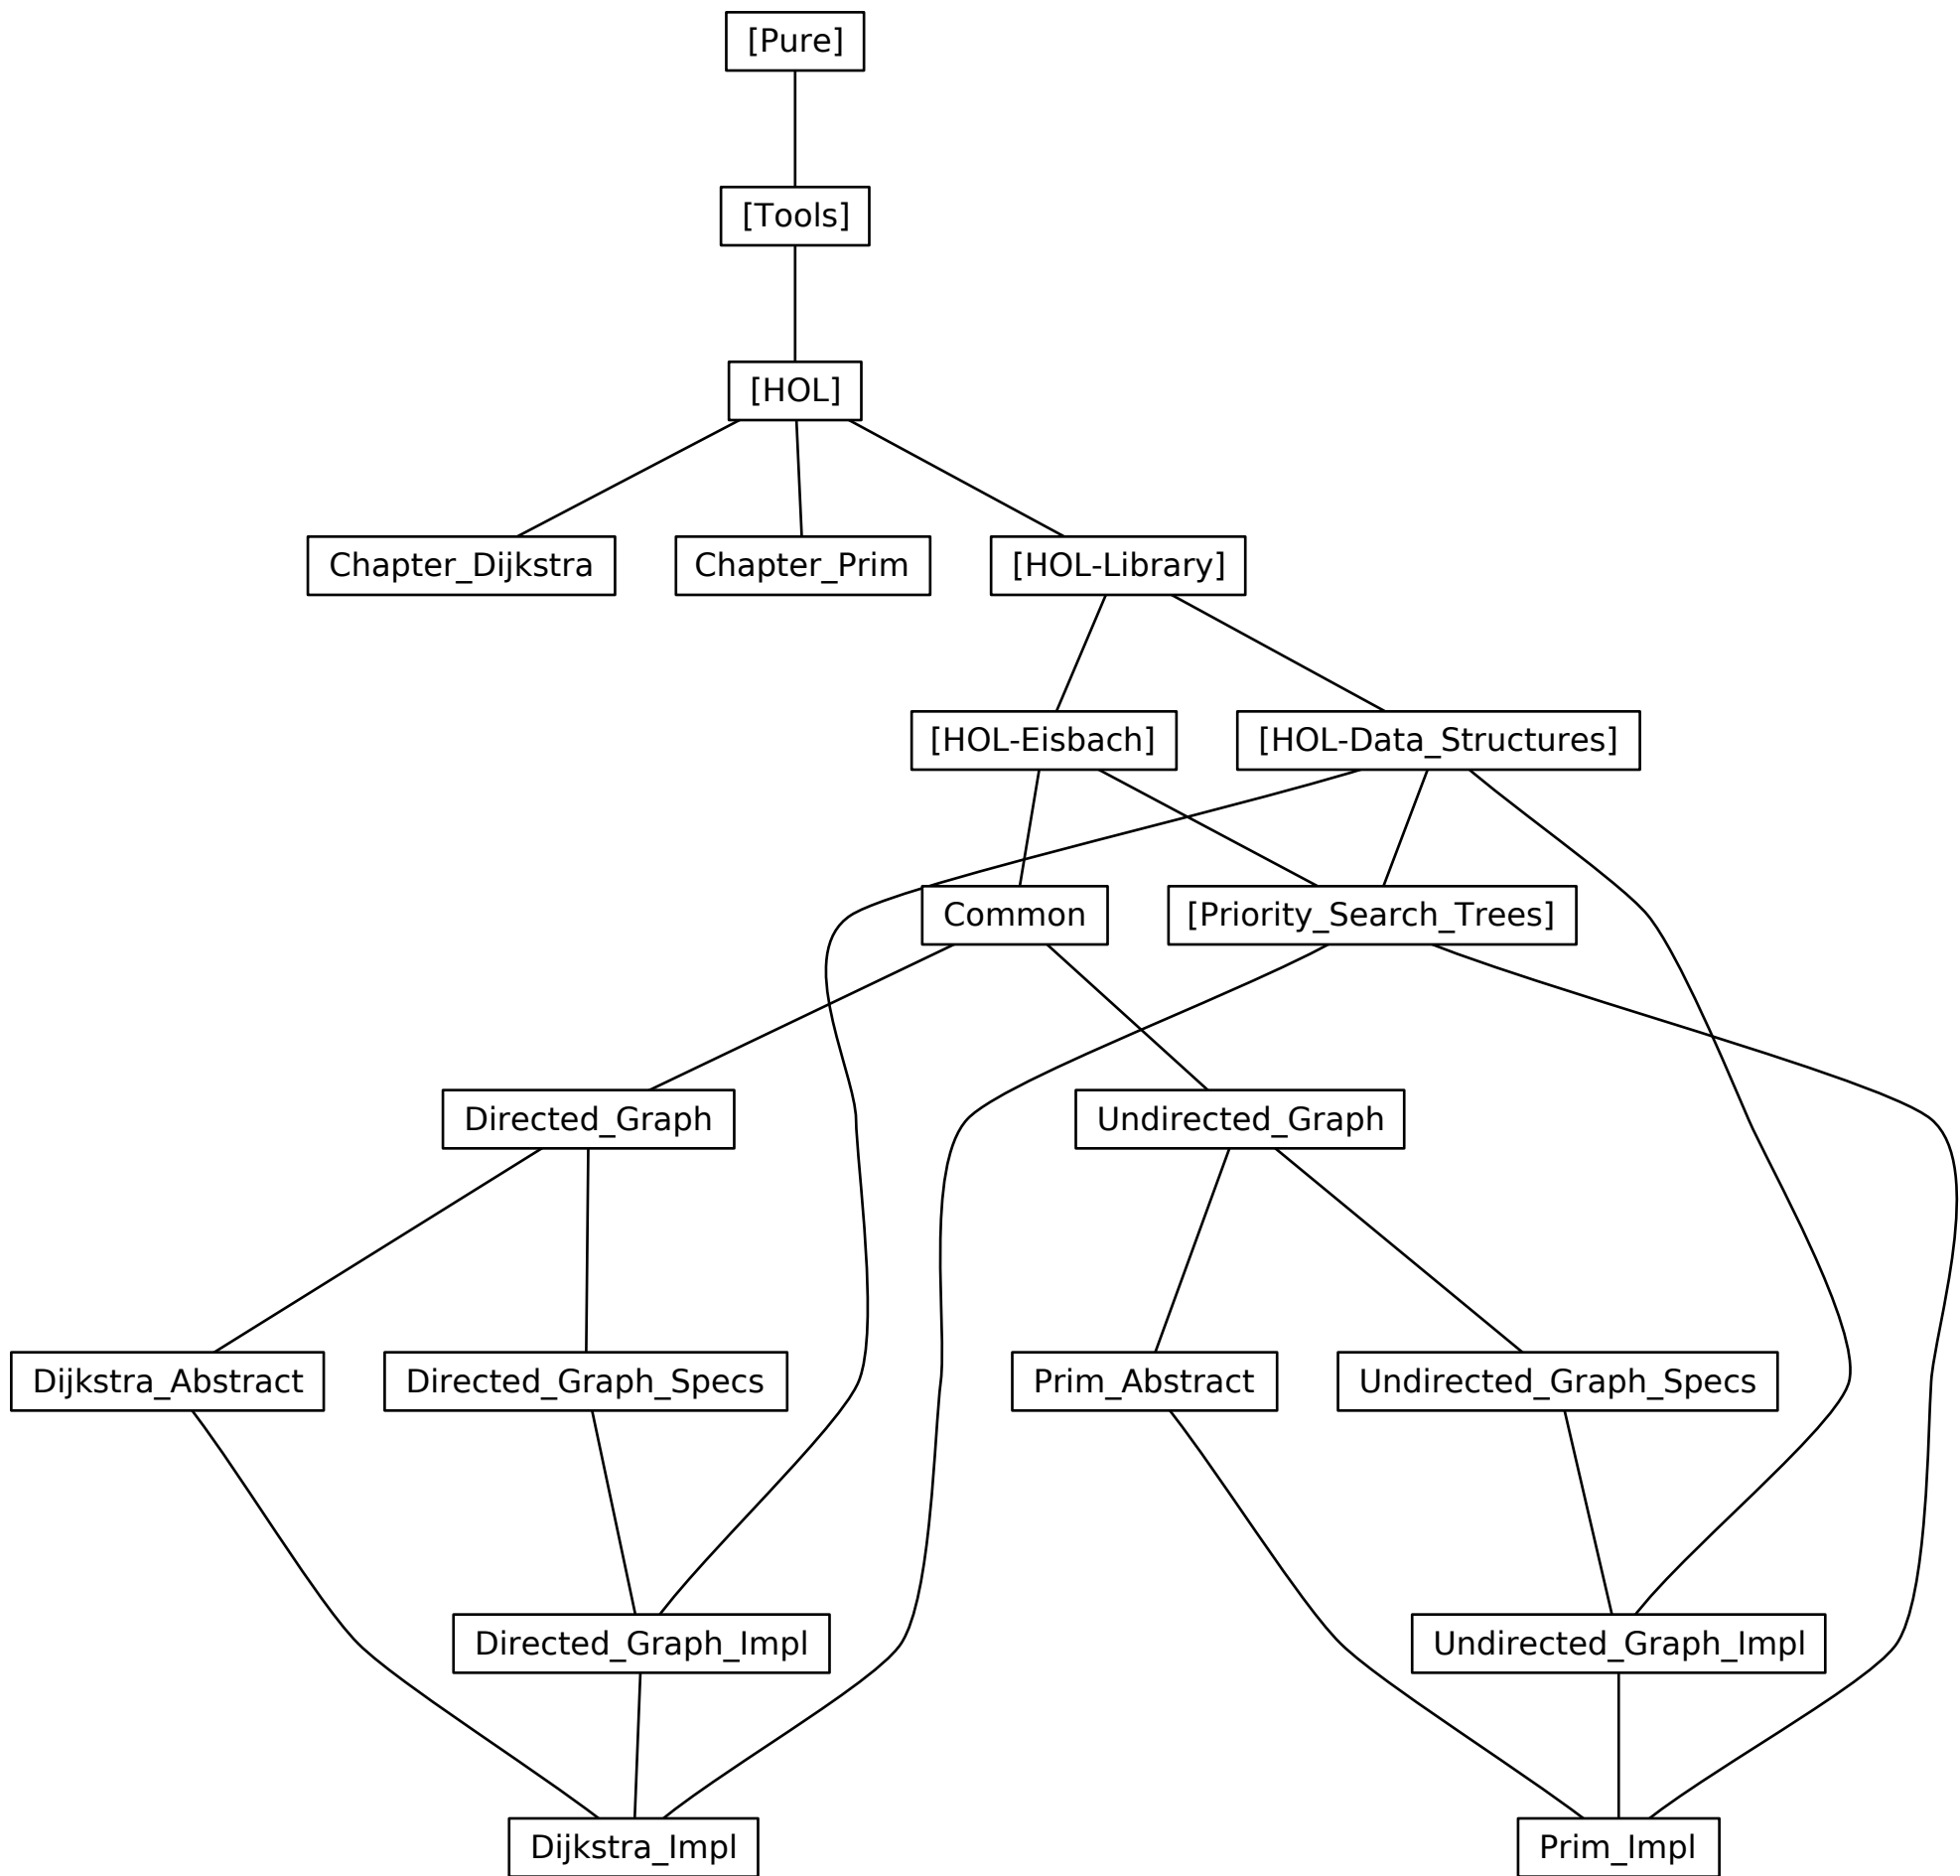 [Pure]
[Tools]
[HOL]
Chapter_Dijkstra
Chapter_Prim
[HOL-Library]
[HOL-Eisbach]
[HOL-Data_Structures]
Common
[Priority_Search_Trees]
Directed_Graph
Undirected_Graph
Dijkstra_Abstract
Directed_Graph_Specs
Prim_Abstract
Undirected_Graph_Specs
Directed_Graph_Impl
Undirected_Graph_Impl
Dijkstra_Impl
Prim_Impl